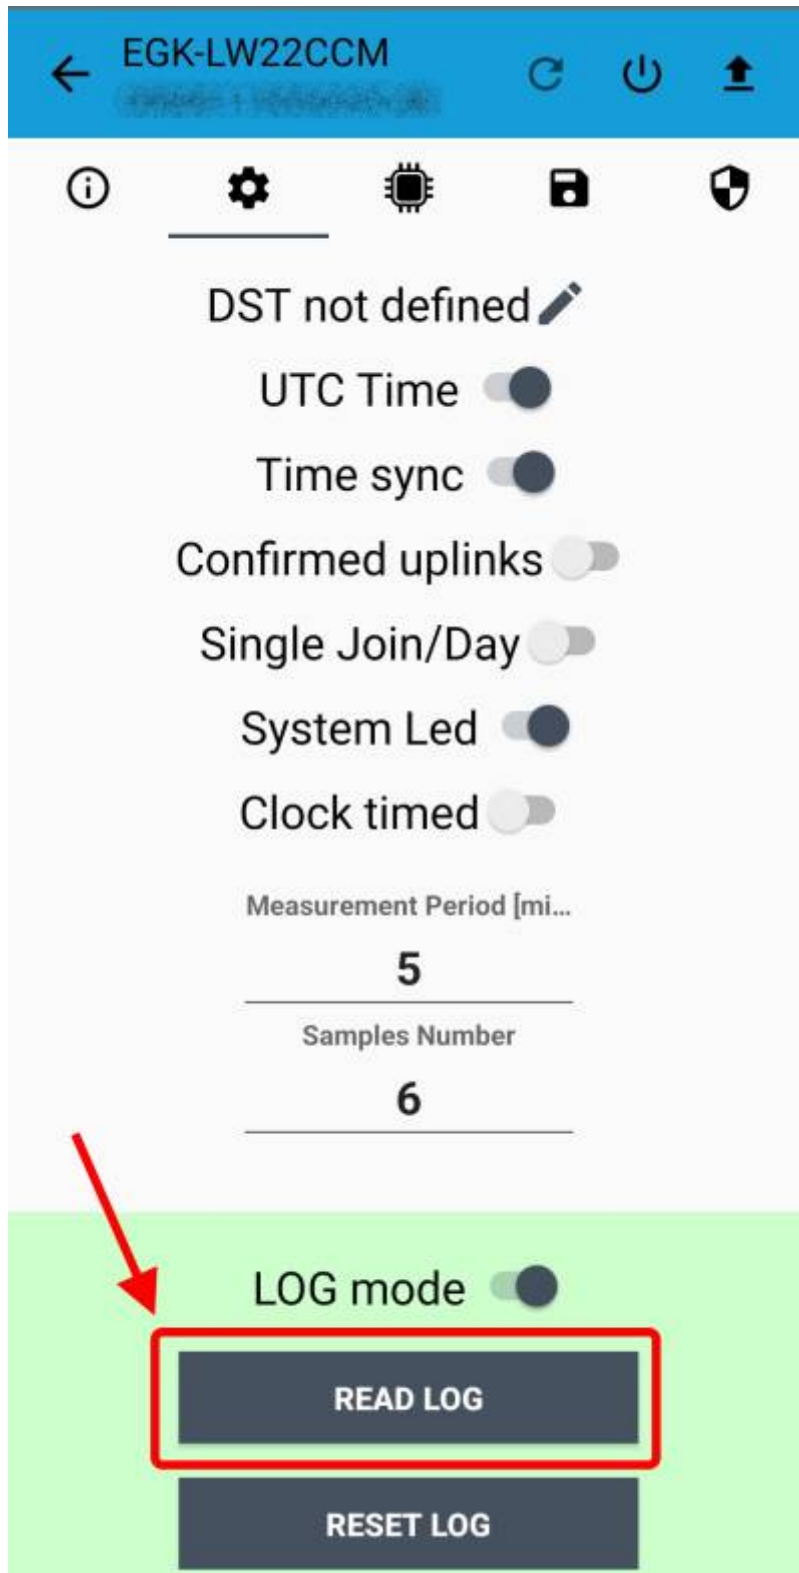 EGK-LW22CCM
DST not defined
UTC Time
Time sync
Confirmed uplinks
Single Join/Day
System Led
Clock timed
Measurement Period [mi…
5
Samples Number
6
LOG mode
READ LOG
RESET LOG